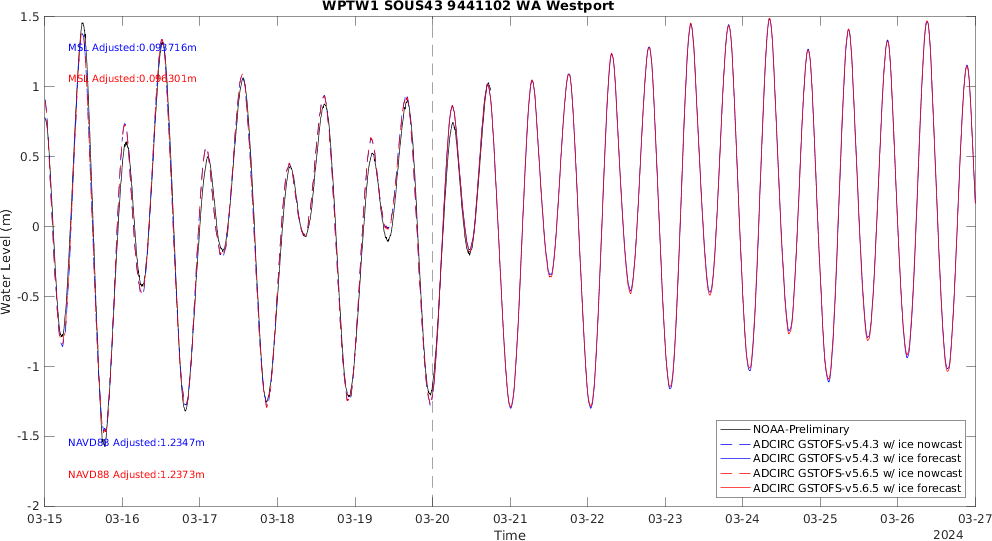 WPTW1 SOUS43 9441102 WA Westport
1.5
1
0.5
0
-0.5
-1
-1.5
-2
Water Level (m)
MSL Adjusted:0.093716m
MSL Adjusted:0.096301m
NAVD88 Adjusted:1.2347m
NAVD88 Adjusted:1.2373m
NOAA-Preliminary
ADCIRC GSTOFS-v5.4.3 w/ ice nowcast
ADCIRC GSTOFS-v5.4.3 w/ ice forecast
ADCIRC GSTOFS-v5.6.5 w/ ice nowcast
ADCIRC GSTOFS-v5.6.5 w/ ice forecast
03-15 03-16 03-17 03-18 03-19 03-20 03-21 03-22 03-23 03-24 03-25 03-26 03-27
Time
2024